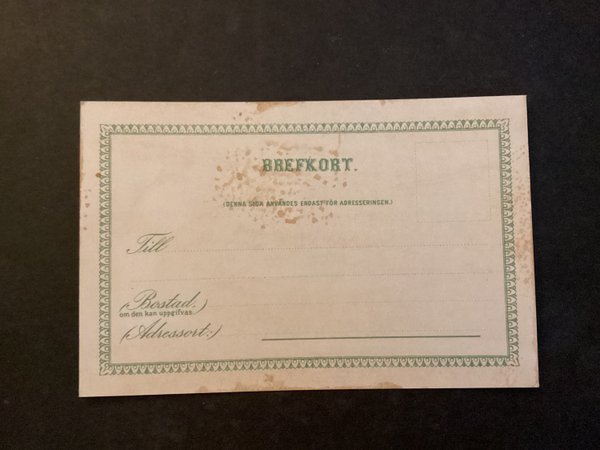 BREFKORT.
(DENNA SIDA ANVÄNDES ENDAST FÖR ADRESSERINGEN.)
Till
(Bostad.)
om den kan uppgifvas.
(Adressort:)